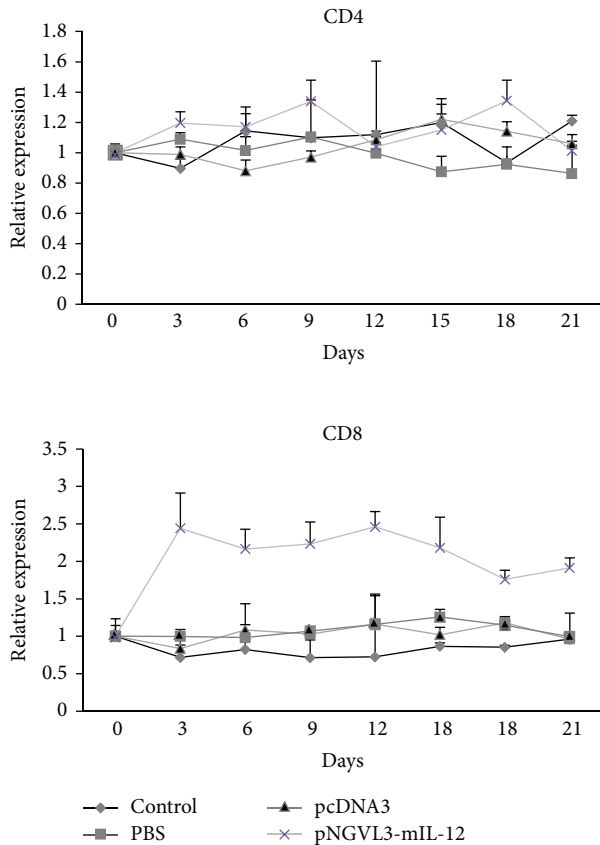 CD4
Relative expression
1.8
1.6
1.4
1.2
1
0.8
0.6
0.4
0.2
0
0 3 6 9 12 15 18 21
Days
CD8
Relative expression
3.5
3
2.5
2
1.5
1
0.5
0
0 3 6 9 12 18 18 21
Days
Control pcDNA3
PBS pNGVL3-mIL-12